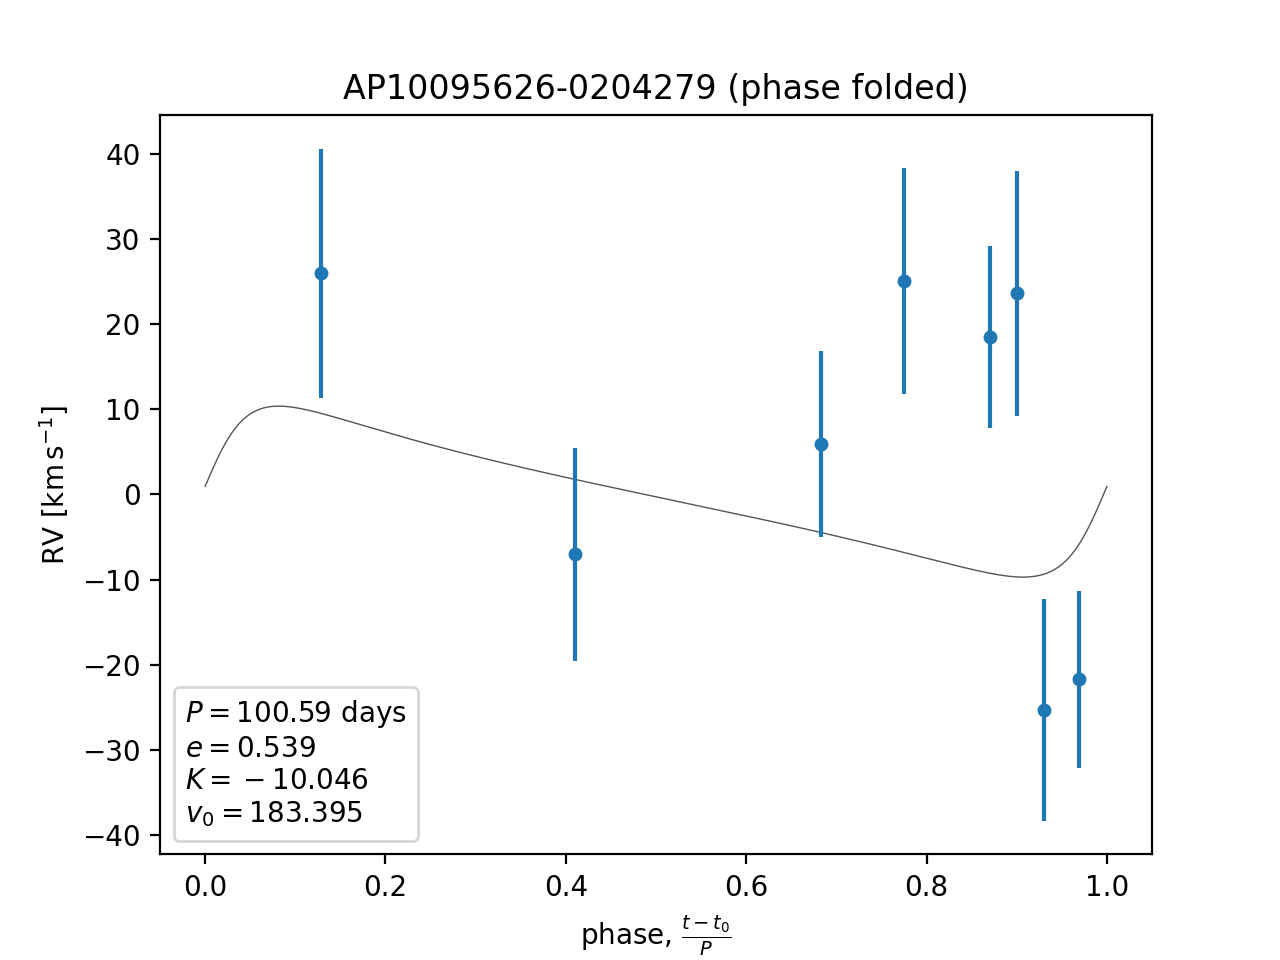 AP10095626-0204279 (phase folded)
RV [km s⁻¹]
40
30
20
10
0
−10
−20
−30
−40
P = 100.59 days
e = 0.539
K = −10.046
v₀ = 183.395
0.0 0.2 0.4 0.6 0.8 1.0
phase, (t − t₀)/P